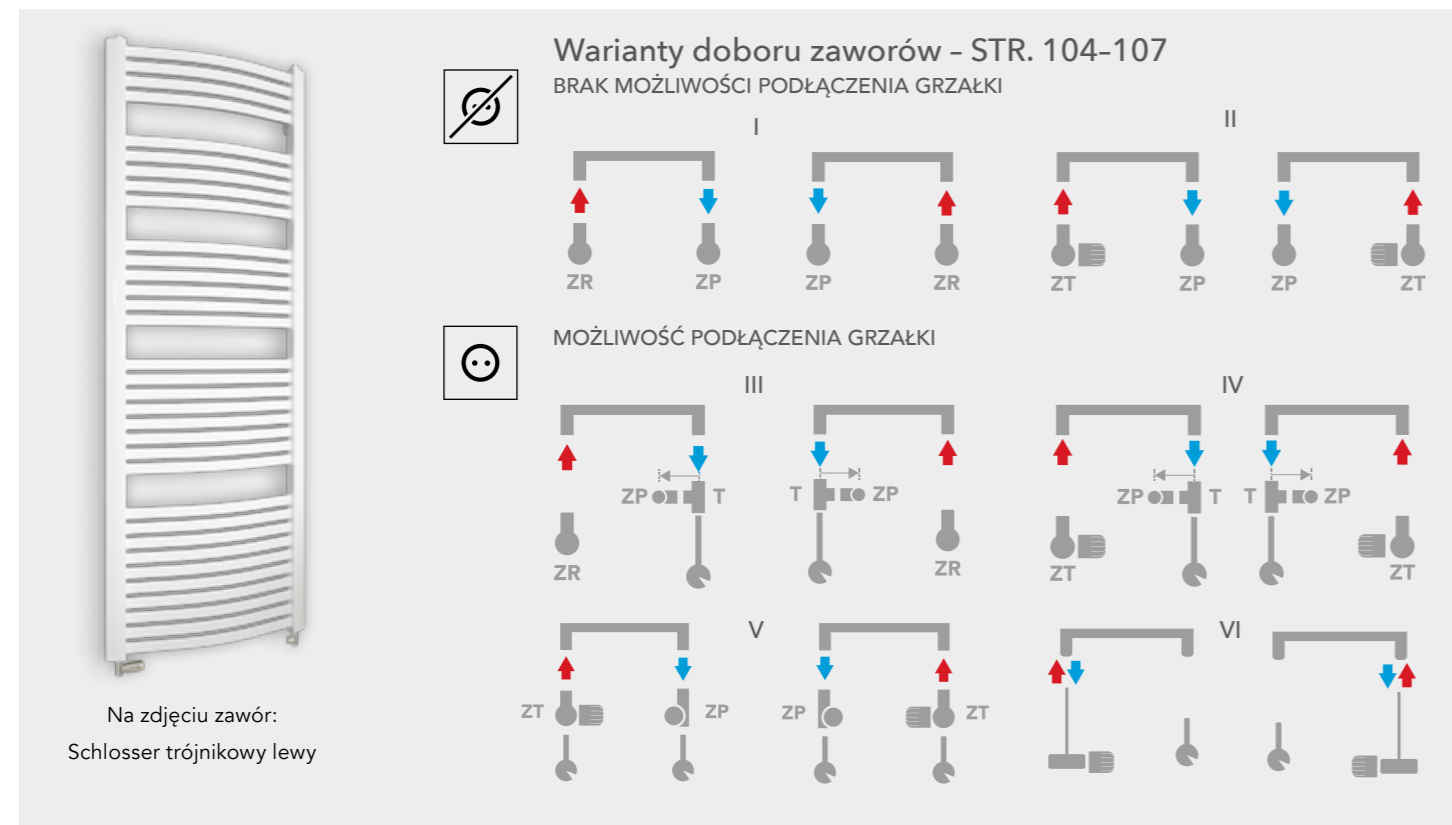 Warianty doboru zaworów – STR. 104–107
BRAK MOŻLIWOŚCI PODŁĄCZENIA GRZAŁKI
I II
ZR ZP ZP ZR ZT ZP ZP ZT
MOŻLIWOŚĆ PODŁĄCZENIA GRZAŁKI
III IV
ZP T T ZP ZP T T ZP
ZR ZR ZT ZT
V VI
ZT ZP ZP ZT
Na zdjęciu zawór:
Schlosser trójnikowy lewy